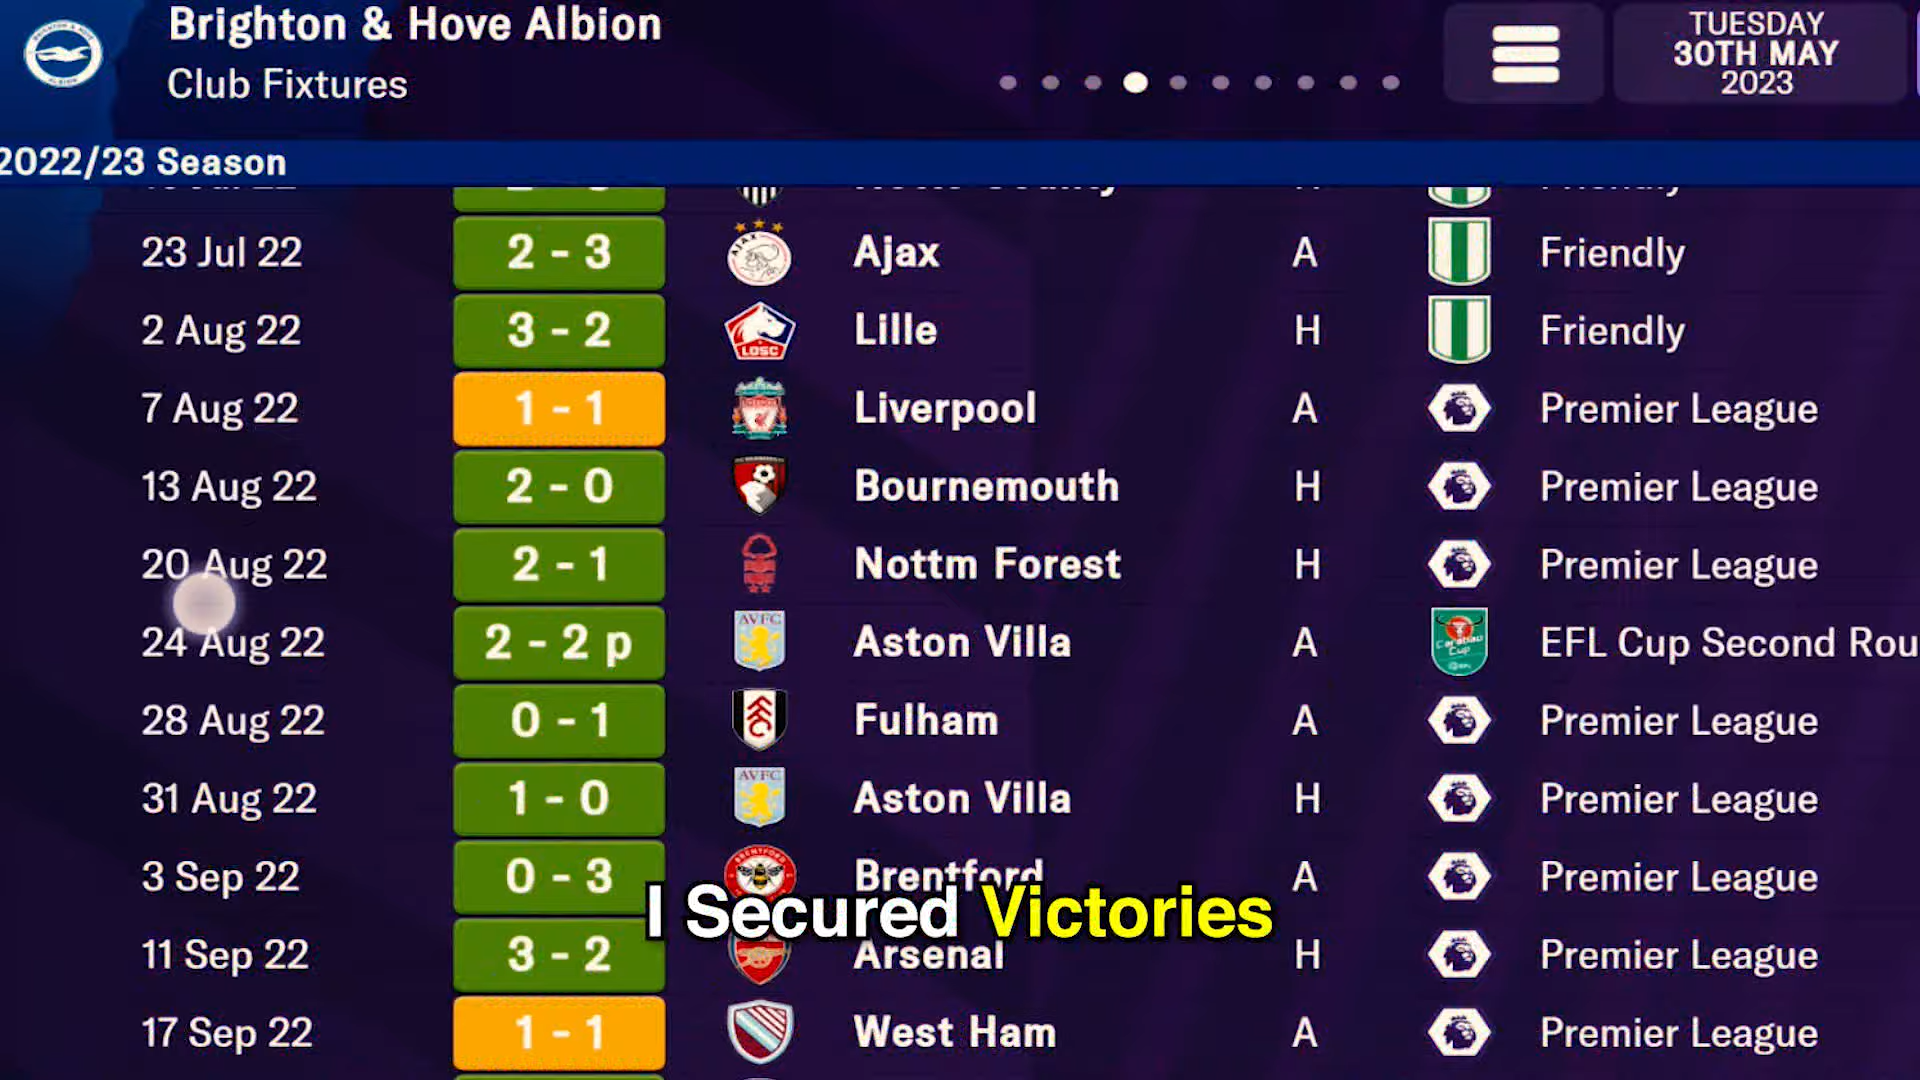 Brighton & Hove Albion
Club Fixtures
TUESDAY
30TH MAY
2023
2022/23 Season
23 Jul 22 2 - 3 Ajax A Friendly
2 Aug 22 3 - 2 Lille H Friendly
7 Aug 22 1 - 1 Liverpool A Premier League
13 Aug 22 2 - 0 Bournemouth H Premier League
20 Aug 22 2 - 1 Nottm Forest H Premier League
24 Aug 22 2 - 2 p Aston Villa A EFL Cup Second Rou
28 Aug 22 0 - 1 Fulham A Premier League
31 Aug 22 1 - 0 Aston Villa H Premier League
3 Sep 22 0 - 3 Brentford A Premier League
I Secured Victories
11 Sep 22 3 - 2 Arsenal H Premier League
17 Sep 22 1 - 1 West Ham A Premier League